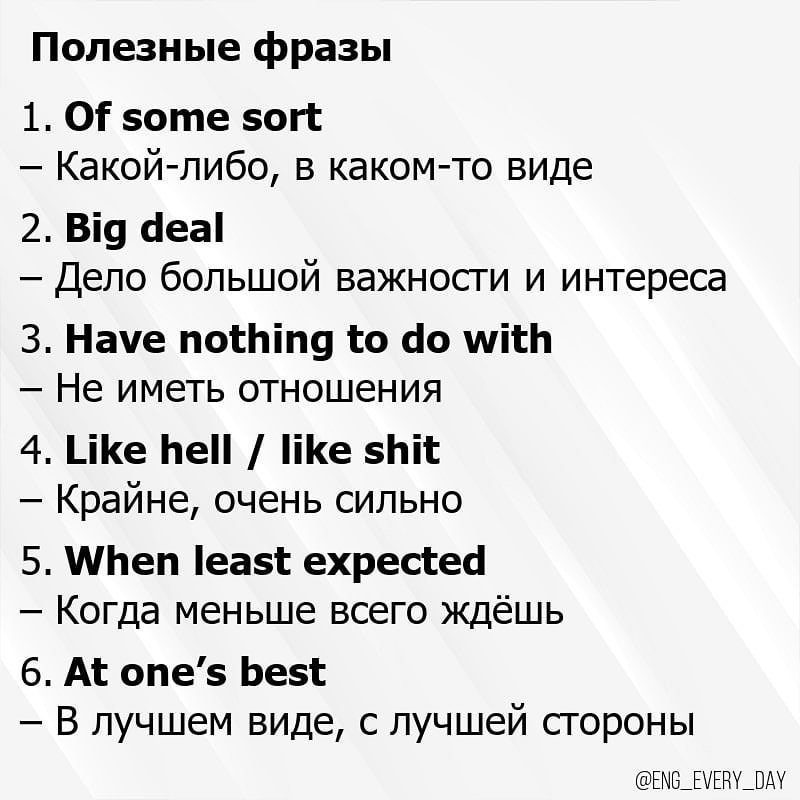 Полезные фразы
1. Of some sort
– Какой-либо, в каком-то виде
2. Big deal
– Дело большой важности и интереса
3. Have nothing to do with
– Не иметь отношения
4. Like hell / like shit
– Крайне, очень сильно
5. When least expected
– Когда меньше всего ждёшь
6. At one’s best
– В лучшем виде, с лучшей стороны
@ENG_EVERY_DAY